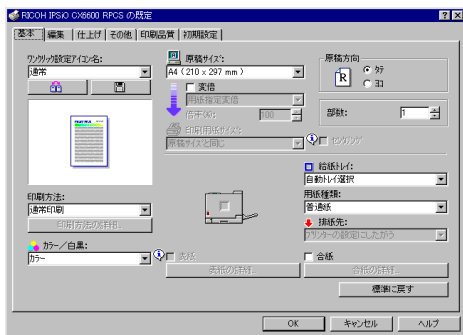 RICOH IPSiO CX6600 RPCS の既定
基本 編集 仕上げ その他 印刷品質 初期設定
ワンクリック設定アイコン名:
通常
印刷方法:
通常印刷
印刷方法の詳細...
カラー/白黒:
カラー
原稿サイズ:
A4 (210 x 297 mm)
変倍
用紙指定変倍
倍率(%):
100
印刷用紙サイズ:
原稿サイズと同じ
センタリング
原稿方向
R
タテ
ヨコ
部数:
1
給紙トレイ:
自動トレイ選択
用紙種類:
普通紙
排紙先:
プリンターの設定にしたがう
表紙
表紙の詳細...
合紙
合紙の詳細...
標準に戻す
OK キャンセル ヘルプ